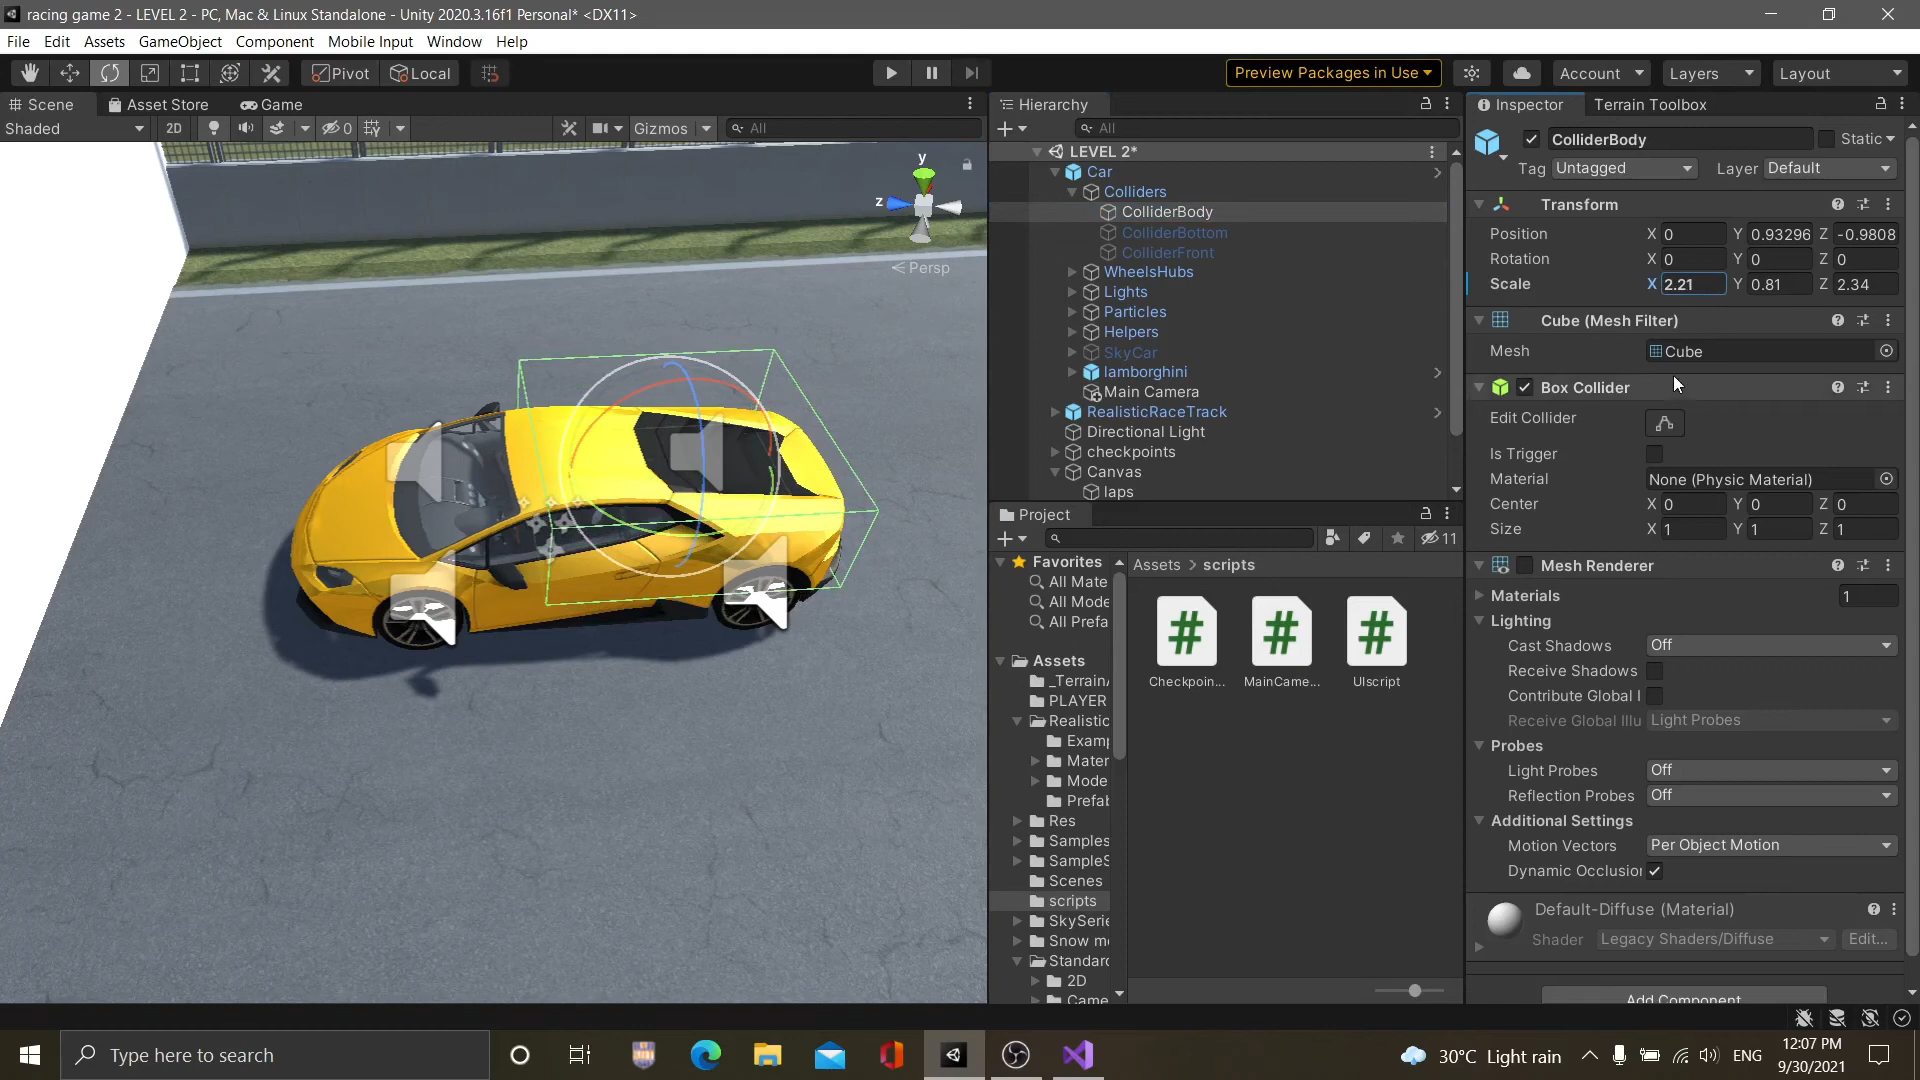 racing game 2 - LEVEL 2 - PC, Mac & Linux Standalone - Unity 2020.3.16f1 Personal* <DX11>
File Edit Assets GameObject Component Mobile Input Window Help
Pivot Local Preview Packages in Use Account Layers Layout
Scene Asset Store Game
Shaded 2D 0 Gizmos All
y
z
Persp
Hierarchy
All
LEVEL 2*
Car
Colliders
ColliderBody
ColliderBottom
ColliderFront
WheelsHubs
Lights
Particles
Helpers
SkyCar
lamborghini
Main Camera
RealisticRaceTrack
Directional Light
checkpoints
Canvas
laps
Project
11
Favorites
All Mate
All Mode
All Prefa
Assets
_Terrain
PLAYER
Realistic
Exam
Mater
Mode
Prefal
Res
Samples
SampleS
Scenes
scripts
SkySerie
Snow m
Standard
2D
Came
Assets > scripts
Checkpoin... MainCame... UIscript
Inspector Terrain Toolbox
ColliderBody Static
Tag Untagged Layer Default
Transform
Position X 0 Y 0.93296 Z -0.9808
Rotation X 0 Y 0 Z 0
Scale X 2.21 Y 0.81 Z 2.34
Cube (Mesh Filter)
Mesh Cube
Box Collider
Edit Collider
Is Trigger
Material None (Physic Material)
Center X 0 Y 0 Z 0
Size X 1 Y 1 Z 1
Mesh Renderer
Materials 1
Lighting
Cast Shadows Off
Receive Shadows
Contribute Global I
Receive Global Illu Light Probes
Probes
Light Probes Off
Reflection Probes Off
Additional Settings
Motion Vectors Per Object Motion
Dynamic Occlusion
Default-Diffuse (Material)
Shader Legacy Shaders/Diffuse Edit...
Add Component
Type here to search
30°C Light rain ENG 12:07 PM
9/30/2021